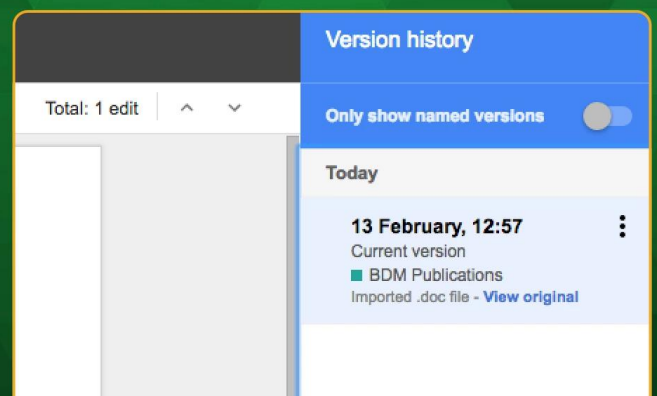 Version history
Total: 1 edit
Only show named versions
Today
13 February, 12:57
Current version
BDM Publications
Imported .doc file - View original